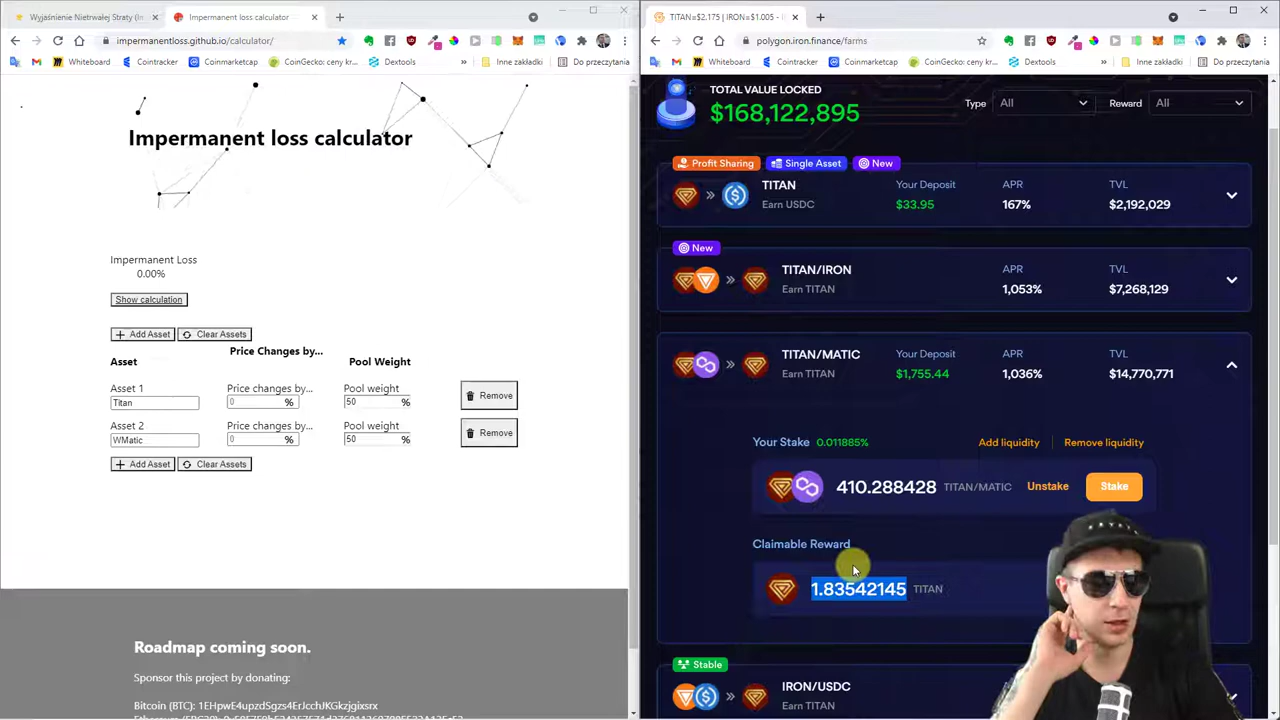 Wyjaśnienie Nietrwałej Straty (In
Impermanent loss calculator
impermanentloss.github.io/calculator/
Whiteboard
Cointracker
Coinmarketcap
CoinGecko: ceny kr...
Dextools
Inne zakładki
Do przeczytania
Impermanent loss calculator
Impermanent Loss
0.00%
Show calculation
Add Asset
Clear Assets
Asset
Price Changes by...
Pool Weight
Asset 1
Price changes by...
Pool weight
Titan
0 %
50 %
Remove
Asset 2
Price changes by...
Pool weight
WMatic
0 %
50 %
Remove
Add Asset
Clear Assets
Roadmap coming soon.
Sponsor this project by donating:
Bitcoin (BTC): 1EHpwE4upzdSgzs4ErJcchJKGkzjgixsrx
TITAN=$2.175 | IRON=$1.005 -
polygon.iron.finance/farms
Whiteboard
Cointracker
Coinmarketcap
CoinGecko: ceny kr...
Dextools
Inne zakładki
Do przeczytania
TOTAL VALUE LOCKED
$168,122,895
Type
All
Reward
All
Profit Sharing
Single Asset
New
TITAN
Earn USDC
Your Deposit
$33.95
APR
167%
TVL
$2,192,029
New
TITAN/IRON
Earn TITAN
APR
1,053%
TVL
$7,268,129
TITAN/MATIC
Earn TITAN
Your Deposit
$1,755.44
APR
1,036%
TVL
$14,770,771
Your Stake 0.011885%
Add liquidity
Remove liquidity
410.288428 TITAN/MATIC
Unstake
Stake
Claimable Reward
1.83542145 TITAN
Stable
IRON/USDC
Earn TITAN